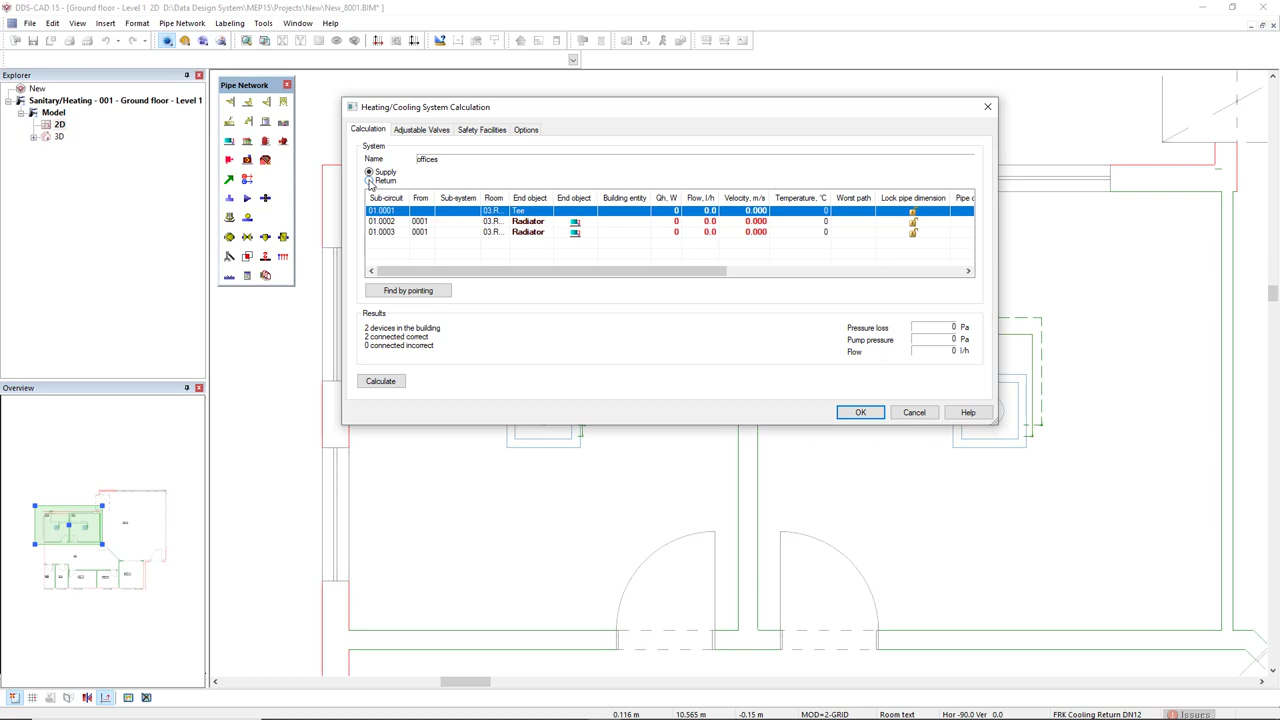 DDS-CAD 15 - [Ground floor - Level 1 2D D:\Data Design System\MEP15\Projects\New\New_8001.BIM* ]
File Edit View Insert Format Pipe Network Labeling Tools Window Help
Explorer
New
Sanitary/Heating - 001 - Ground floor - Level 1
Model
2D
3D
Pipe Network
Heating/Cooling System Calculation
Calculation Adjustable Valves Safety Facilities Options
System
Name offices
Supply
Return
Sub-circuit From Sub-system Room End object End object Building entity Qh, W Flow, l/h Velocity, m/s Temperature, °C Worst path Lock pipe dimension Pipe c
01.0001 03.R... Tee 0 0.0 0.000 0
01.0002 0001 03.R... Radiator 0 0.0 0.000 0
01.0003 0001 03.R... Radiator 0 0.0 0.000 0
Find by pointing
Results
2 devices in the building
2 connected correct
0 connected incorrect
Pressure loss 0 Pa
Pump pressure 0 Pa
Flow 0 l/h
Calculate
OK Cancel Help
Overview
0.116 m 10.565 m -0.15 m MOD=2-GRID Room text Hor -90.0 Ver 0.0 FRK Cooling Return DN12 Issues